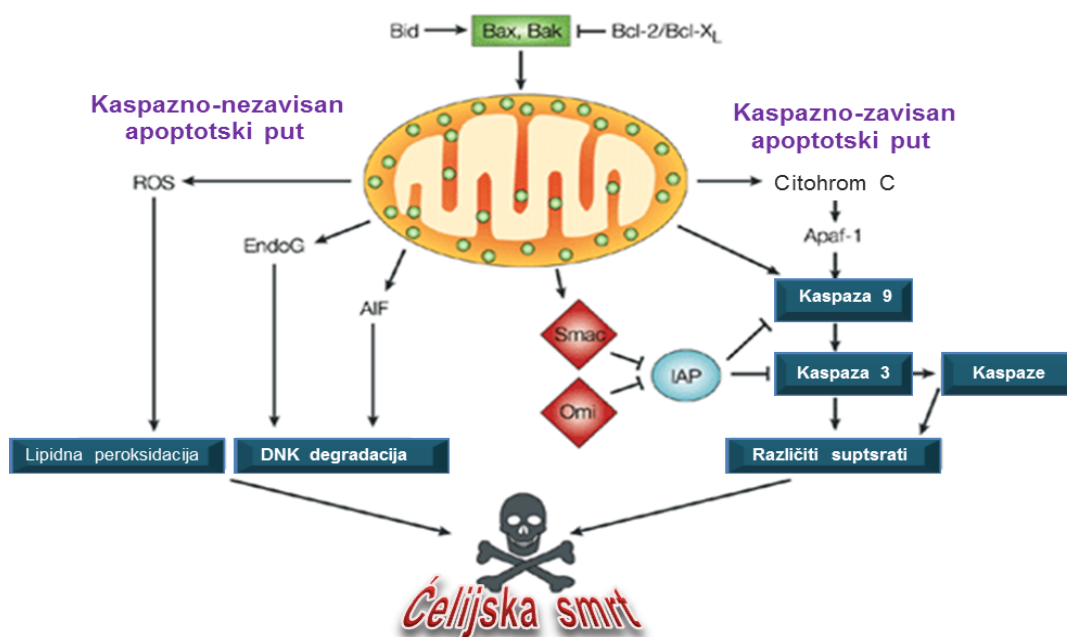 Bid
Bax, Bak
Bcl-2/Bcl-XL
Kaspazno-nezavisan
apoptotski put
Kaspazno-zavisan
apoptotski put
ROS
Citohrom C
EndoG
Apaf-1
AIF
Kaspaza 9
Smac
IAP
Kaspaza 3
Kaspaze
Omi
Lipidna peroksidacija
DNK degradacija
Različiti suptsrati
Ćelijska smrt